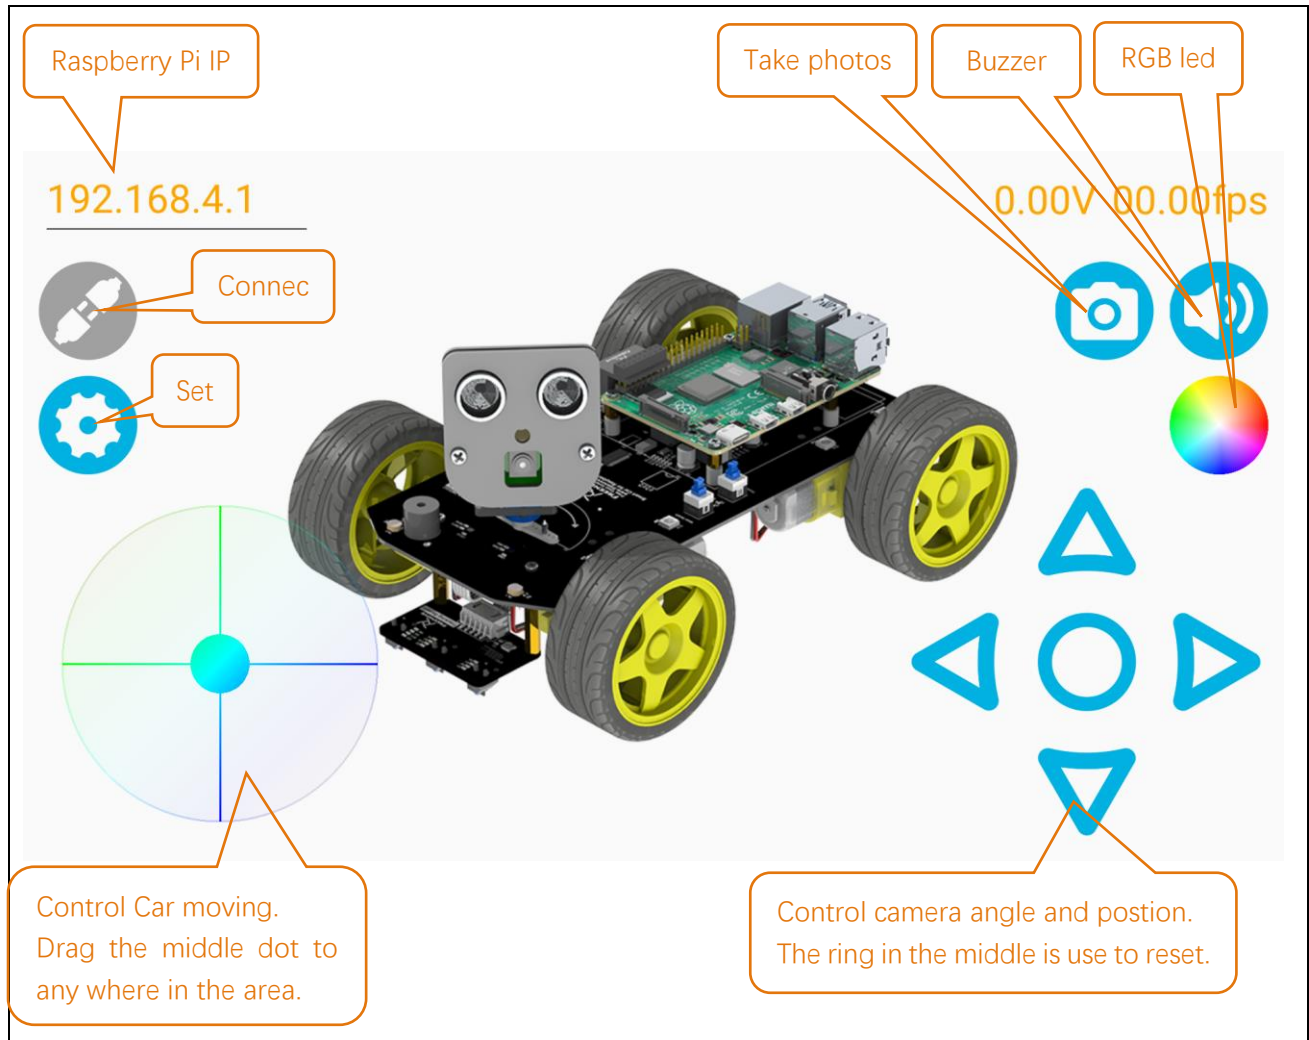 Raspberry Pi IP
Take photos
Buzzer
RGB led
192.168.4.1
0.00V 00.00fps
Connec
Set
Control Car moving.
Drag the middle dot to
any where in the area.
Control camera angle and postion.
The ring in the middle is use to reset.